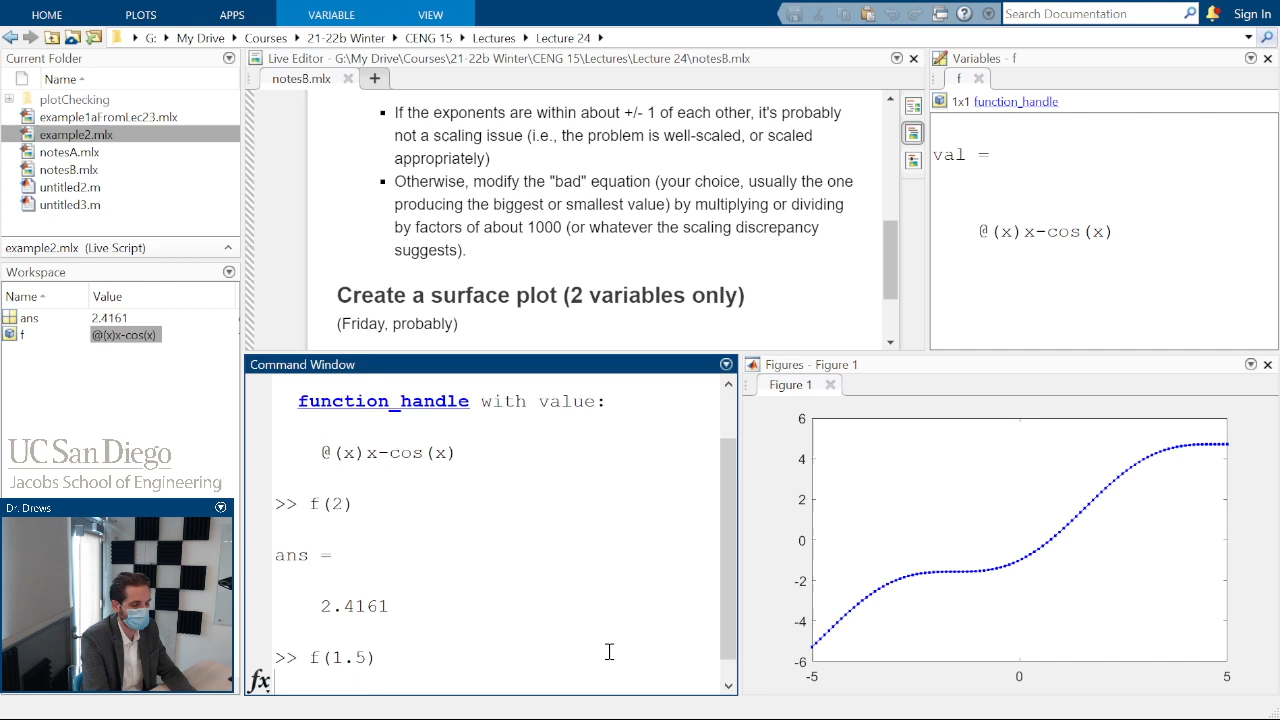 HOME PLOTS APPS VARIABLE VIEW Search Documentation Sign In
G: My Drive Courses 21-22b Winter CENG 15 Lectures Lecture 24
Current Folder
Name
plotChecking
example1aFromLec23.mlx
example2.mlx
notesA.mlx
notesB.mlx
untitled2.m
untitled3.m
example2.mlx (Live Script)
Workspace
Name Value
ans 2.4161
f @(x)x-cos(x)
UC San Diego
Jacobs School of Engineering
Dr. Drews
Live Editor - G:\My Drive\Courses\21-22b Winter\CENG 15\Lectures\Lecture 24\notesB.mlx
notesB.mlx
If the exponents are within about +/- 1 of each other, it's probably
not a scaling issue (i.e., the problem is well-scaled, or scaled
appropriately)
Otherwise, modify the "bad" equation (your choice, usually the one
producing the biggest or smallest value) by multiplying or dividing
by factors of about 1000 (or whatever the scaling discrepancy
suggests).
Create a surface plot (2 variables only)
(Friday, probably)
Variables - f
f
1x1 function_handle
val =
@(x)x-cos(x)
Command Window
function_handle with value:
@(x)x-cos(x)
>> f(2)
ans =
2.4161
>> f(1.5)
fx
Figures - Figure 1
Figure 1
6
4
2
0
-2
-4
-6
-5 0 5